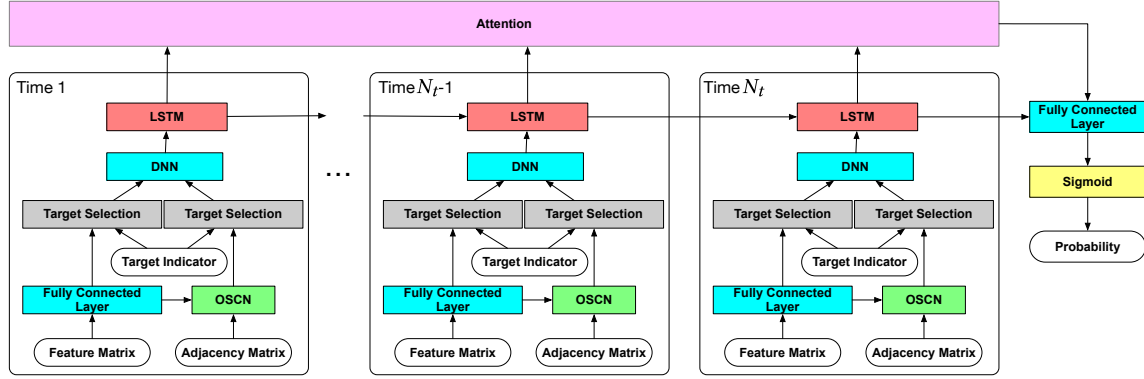 Attention
Time 1
LSTM
DNN
Target Selection
Target Selection
Target Indicator
Fully Connected
Layer
OSCN
Feature Matrix
Adjacency Matrix
...
Time N_t-1
LSTM
DNN
Target Selection
Target Selection
Target Indicator
Fully Connected
Layer
OSCN
Feature Matrix
Adjacency Matrix
Time N_t
LSTM
DNN
Target Selection
Target Selection
Target Indicator
Fully Connected
Layer
OSCN
Feature Matrix
Adjacency Matrix
Fully Connected
Layer
Sigmoid
Probability